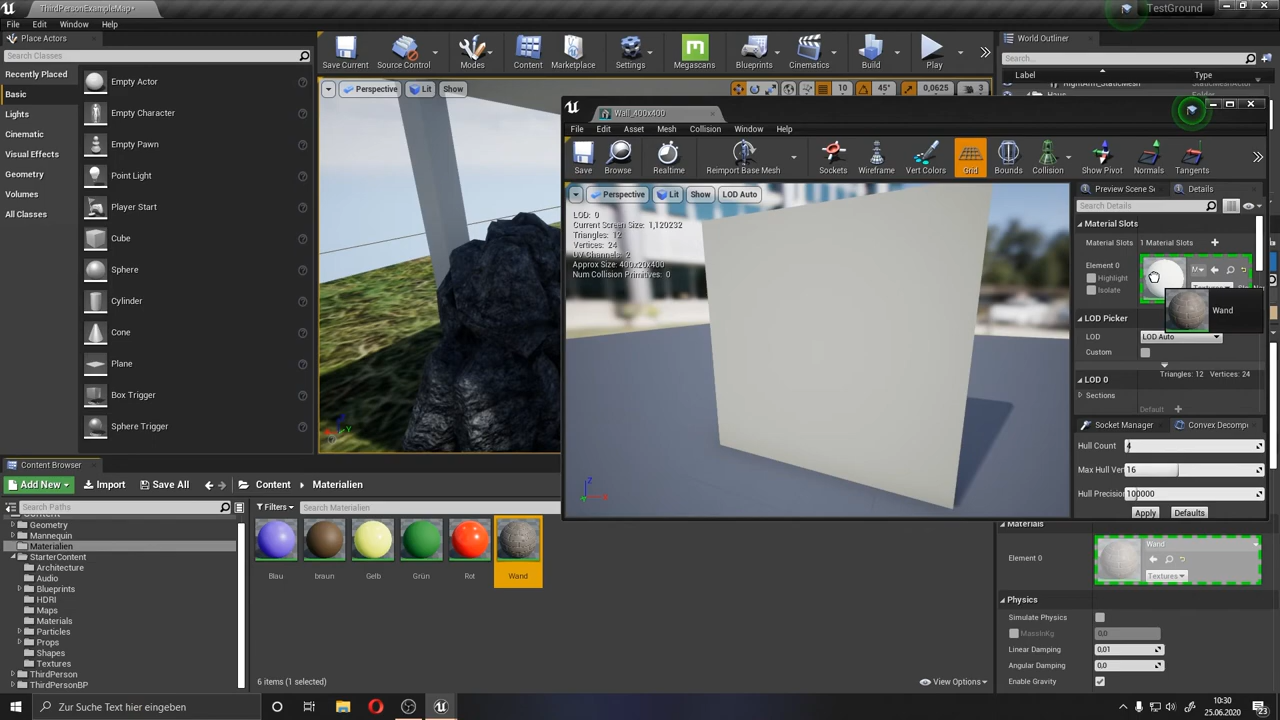 ThirdPersonExampleMap*
TestGround
File Edit Window Help
Place Actors
Search Classes
Recently Placed
Basic
Lights
Cinematic
Visual Effects
Geometry
Volumes
All Classes
Empty Actor
Empty Character
Empty Pawn
Point Light
Player Start
Cube
Sphere
Cylinder
Cone
Plane
Box Trigger
Sphere Trigger
Save Current
Source Control
Modes
Content
Marketplace
Settings
Megascans
Blueprints
Cinematics
Build
Play
Perspective Lit Show
10 45° 0,0625 3
World Outliner
Search...
Label Type
Wall_400x400
File Edit Asset Mesh Collision Window Help
Save Browse Realtime Reimport Base Mesh Sockets Wireframe Vert Colors Grid Bounds Collision Show Pivot Normals Tangents
Perspective Lit Show LOD Auto
LOD: 0
Current Screen Size: 1,120232
Triangles: 12
Vertices: 24
UV Channels: 2
Approx Size: 400x20x400
Num Collision Primitives: 0
Preview Scene Details
Search Details
Material Slots
Material Slots 1 Material Slots
Element 0
Highlight
Isolate
Wand
LOD Picker
LOD LOD Auto
Custom
Triangles: 12 Vertices: 24
LOD 0
Sections
Default
Socket Manager Convex Decomp
Hull Count 4
Max Hull Ver 16
Hull Precision 100000
Apply Defaults
Materials
Element 0
Wand
Textures
Physics
Simulate Physics
MassInKg 0,0
Linear Damping 0,01
Angular Damping 0,0
Enable Gravity
Content Browser
Add New Import Save All Content Materialien
Search Paths
Filters Search Materialien
Geometry
Mannequin
Materialien
StarterContent
Architecture
Audio
Blueprints
HDRI
Maps
Materials
Particles
Props
Shapes
Textures
ThirdPerson
ThirdPersonBP
Blau braun Gelb Grün Rot Wand
6 items (1 selected)
View Options
Zur Suche Text hier eingeben
10:30
25.06.2020
23